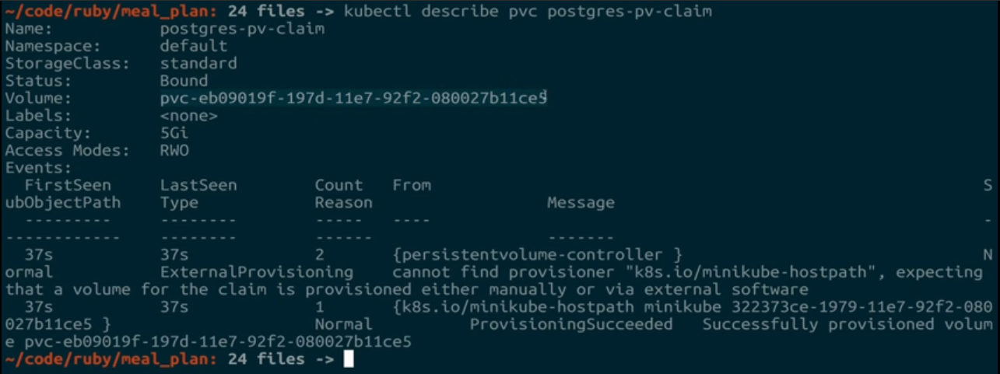 ~/code/ruby/meal_plan: 24 files -> kubectl describe pvc postgres-pv-claim
Name:           postgres-pv-claim
Namespace:      default
StorageClass:   standard
Status:         Bound
Volume:         pvc-eb09019f-197d-11e7-92f2-080027b11ce5
Labels:         <none>
Capacity:       5Gi
Access Modes:   RWO
Events:
  FirstSeen     LastSeen        Count   From                                                            S
ubObjectPath    Type            Reason                  Message
  ---------     --------        -----   ----                                                            -
------------    --------        ------                  -------
  37s           37s             2       {persistentvolume-controller }                                  N
ormal           ExternalProvisioning    cannot find provisioner "k8s.io/minikube-hostpath", expecting
that a volume for the claim is provisioned either manually or via external software
  37s           37s             1       {k8s.io/minikube-hostpath minikube 322373ce-1979-11e7-92f2-080
027b11ce5 }                     Normal          ProvisioningSucceeded   Successfully provisioned volum
e pvc-eb09019f-197d-11e7-92f2-080027b11ce5
~/code/ruby/meal_plan: 24 files ->